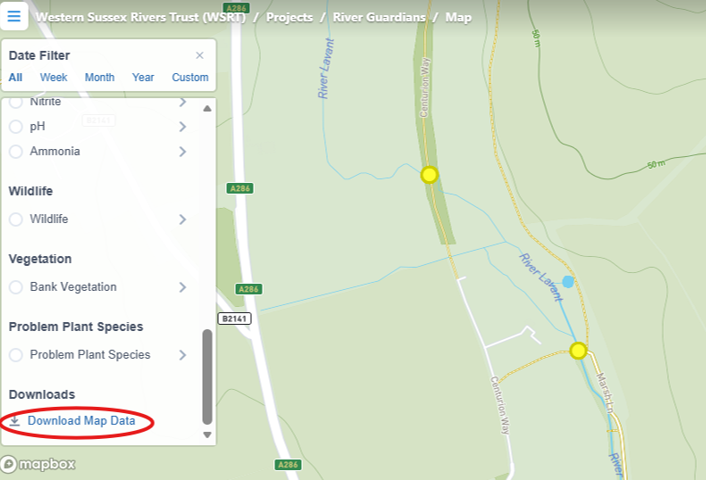 Western Sussex Rivers Trust (WSRT) / Projects / River Guardians / Map
Date Filter
All Week Month Year Custom
Nitrite
pH
Ammonia
Wildlife
Wildlife
Vegetation
Bank Vegetation
Problem Plant Species
Problem Plant Species
Downloads
Download Map Data
mapbox
A286
River Lavant
Centurion Way
50 m
50 m
A286
B2141
A286
River Lavant
B2141
Centurion Way
Marsh Ln
River
A286